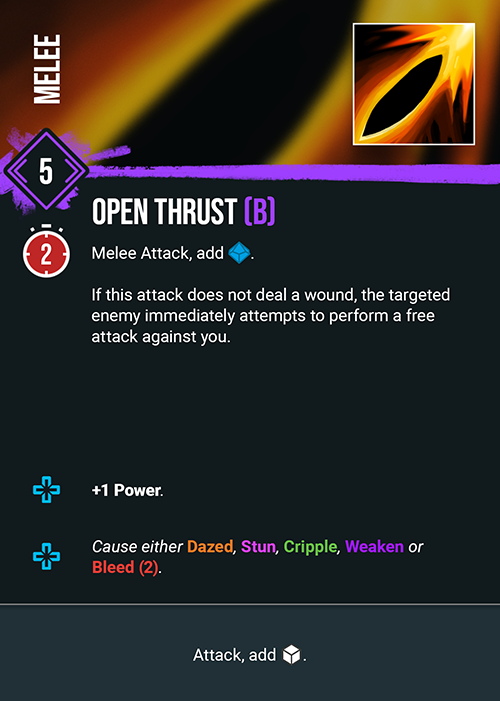 MELEE
5
OPEN THRUST (B)
2
Melee Attack, add .
If this attack does not deal a wound, the targeted
enemy immediately attempts to perform a free
attack against you.
+1 Power.
Cause either Dazed, Stun, Cripple, Weaken or
Bleed (2).
Attack, add .